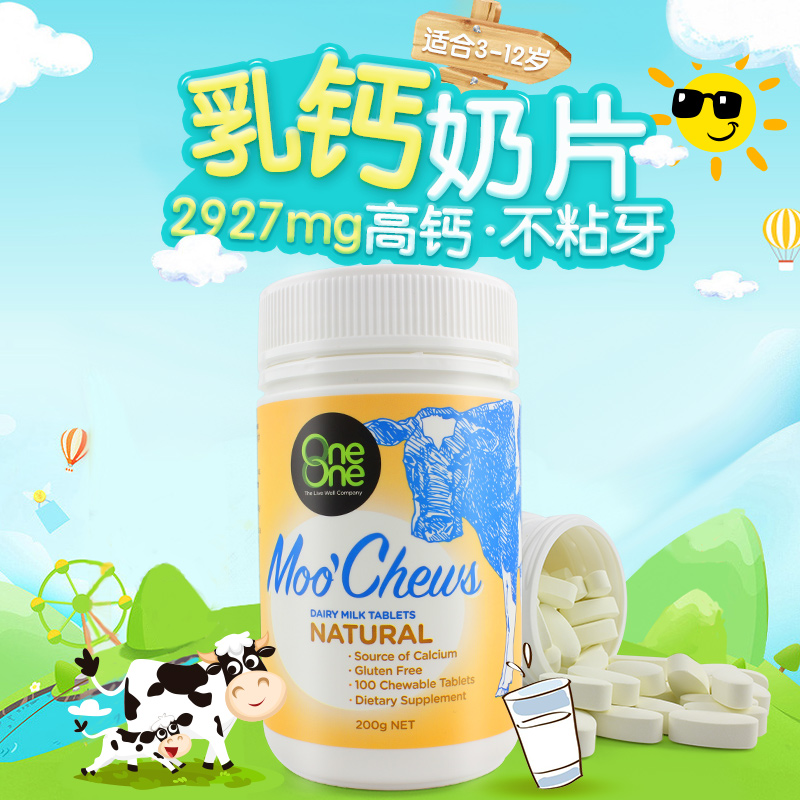 适合3-12岁
乳钙奶片
2927mg高钙·不粘牙
One
One
The Live Well Company
Moo'Chews
DAIRY MILK TABLETS
NATURAL
· Source of Calcium
· Gluten Free
· 100 Chewable Tablets
· Dietary Supplement
200g NET